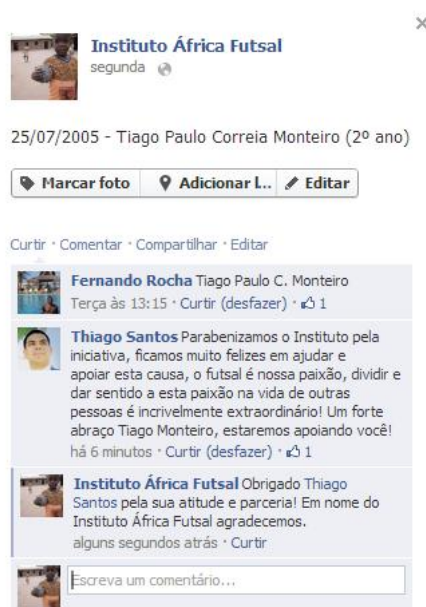 ×
Instituto África Futsal
segunda
25/07/2005 - Tiago Paulo Correia Monteiro (2º ano)
Marcar foto Adicionar l... Editar
Curtir · Comentar · Compartilhar · Editar
Fernando Rocha Tiago Paulo C. Monteiro
Terça às 13:15 · Curtir (desfazer) · 1
Thiago Santos Parabenizamos o Instituto pela
iniciativa, ficamos muito felizes em ajudar e
apoiar esta causa, o futsal é nossa paixão, dividir e
dar sentido a esta paixão na vida de outras
pessoas é incrivelmente extraordinário! Um forte
abraço Tiago Monteiro, estaremos apoiando você!
há 6 minutos · Curtir (desfazer) · 1
Instituto África Futsal Obrigado Thiago
Santos pela sua atitude e parceria! Em nome do
Instituto África Futsal agradecemos.
alguns segundos atrás · Curtir
Escreva um comentário...